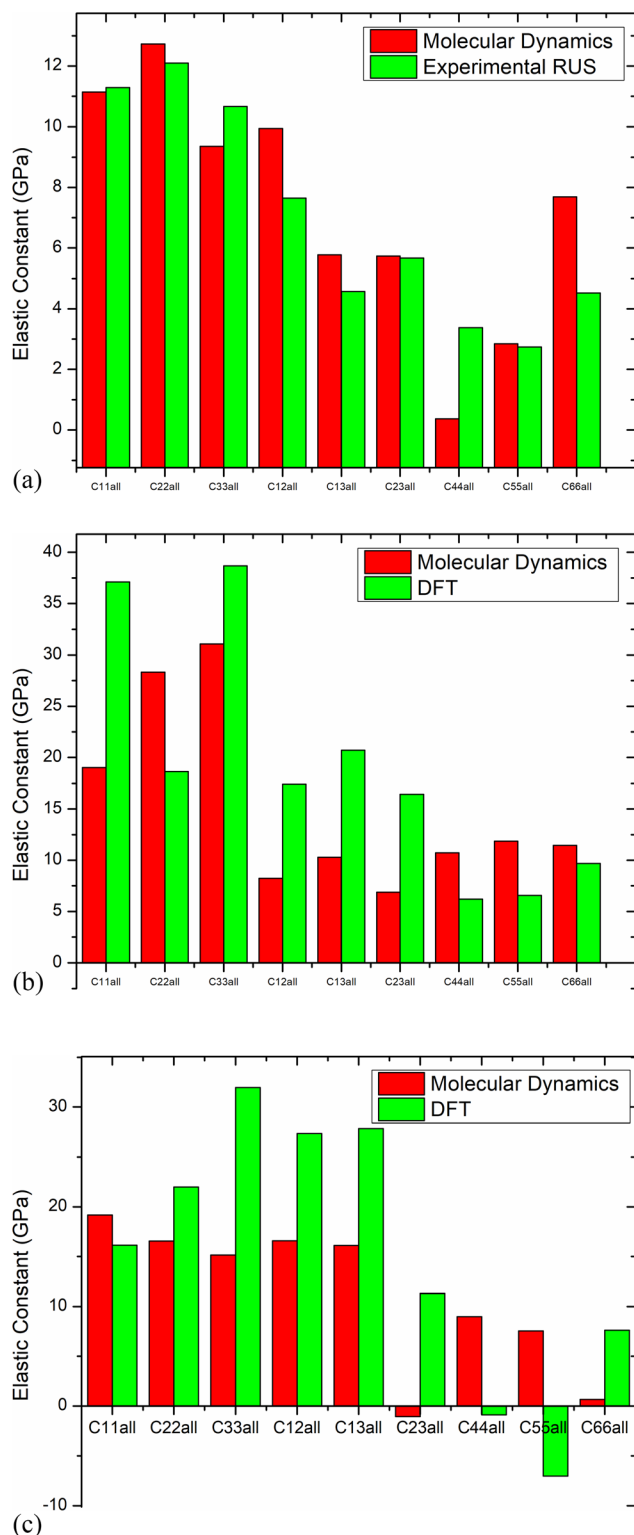 Molecular Dynamics
Experimental RUS
Elastic Constant (GPa)
12
10
8
6
4
2
0
C11all C22all C33all C12all C13all C23all C44all C55all C66all
(a)
Molecular Dynamics
DFT
Elastic Constant (GPa)
40
35
30
25
20
15
10
5
0
C11all C22all C33all C12all C13all C23all C44all C55all C66all
(b)
Molecular Dynamics
DFT
Elastic Constant (GPa)
30
20
10
0
-10
C11all C22all C33all C12all C13all C23all C44all C55all C66all
(c)